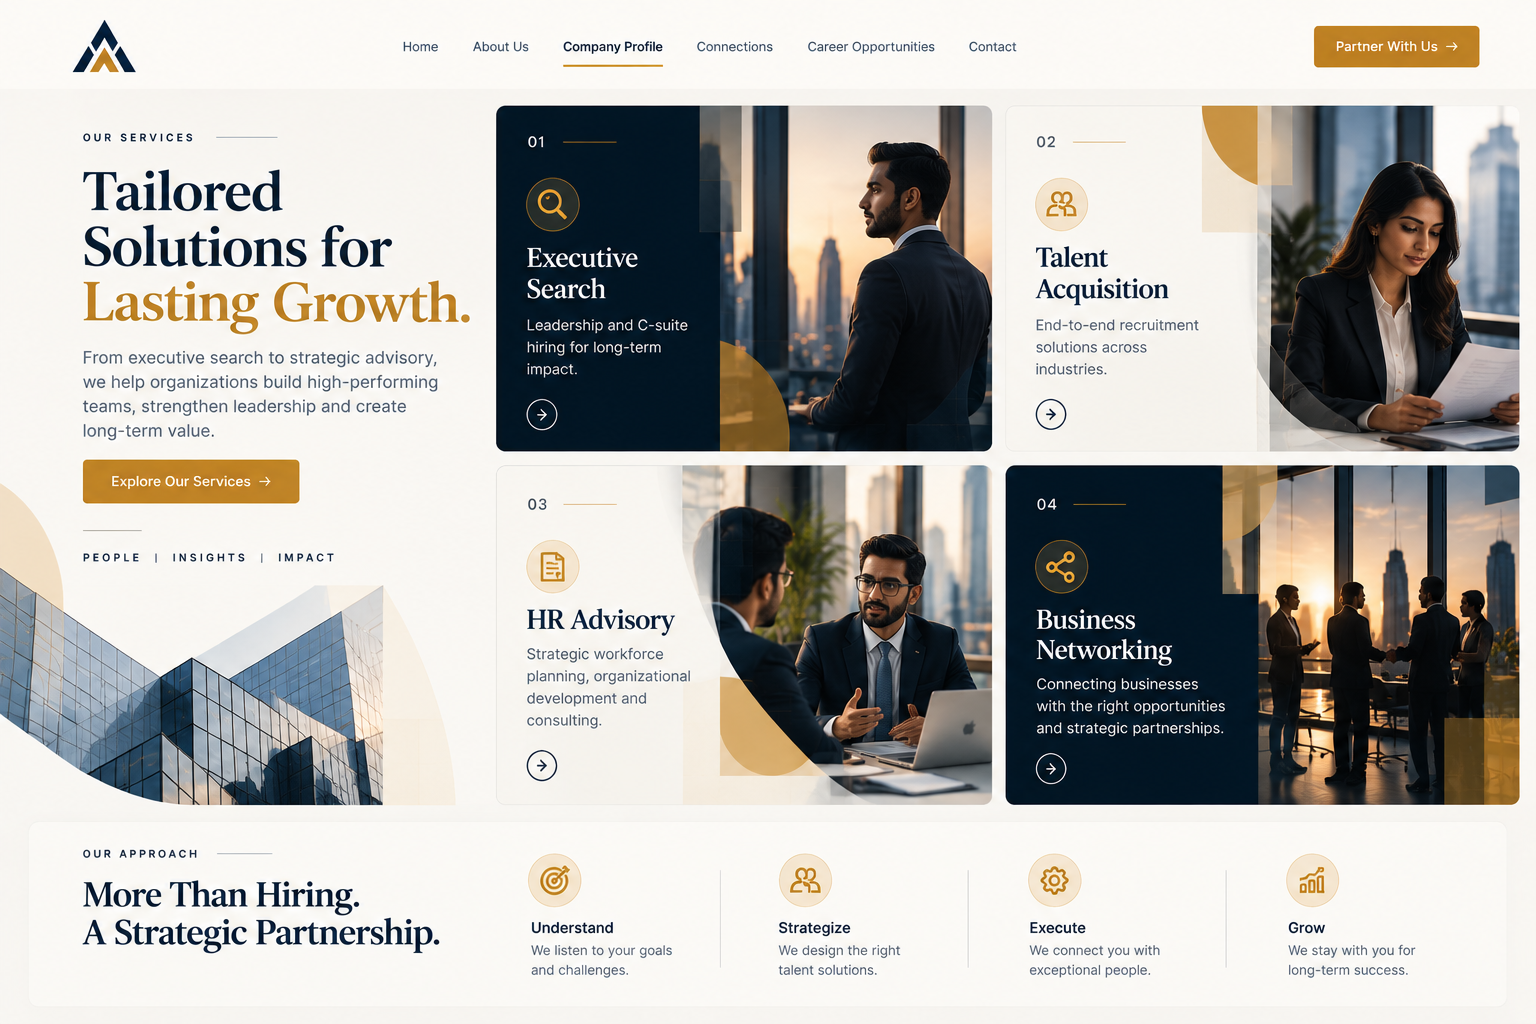 Home
About Us
Company Profile
Connections
Career Opportunities
Contact
Partner With Us →
OUR SERVICES
Tailored
Solutions for
Lasting Growth.
From executive search to strategic advisory,
we help organizations build high-performing
teams, strengthen leadership and create
long-term value.
Explore Our Services →
PEOPLE | INSIGHTS | IMPACT
01
Executive
Search
Leadership and C-suite
hiring for long-term
impact.
02
Talent
Acquisition
End-to-end recruitment
solutions across
industries.
03
HR Advisory
Strategic workforce
planning, organizational
development and
consulting.
04
Business
Networking
Connecting businesses
with the right opportunities
and strategic partnerships.
OUR APPROACH
More Than Hiring.
A Strategic Partnership.
Understand
We listen to your goals
and challenges.
Strategize
We design the right
talent solutions.
Execute
We connect you with
exceptional people.
Grow
We stay with you for
long-term success.